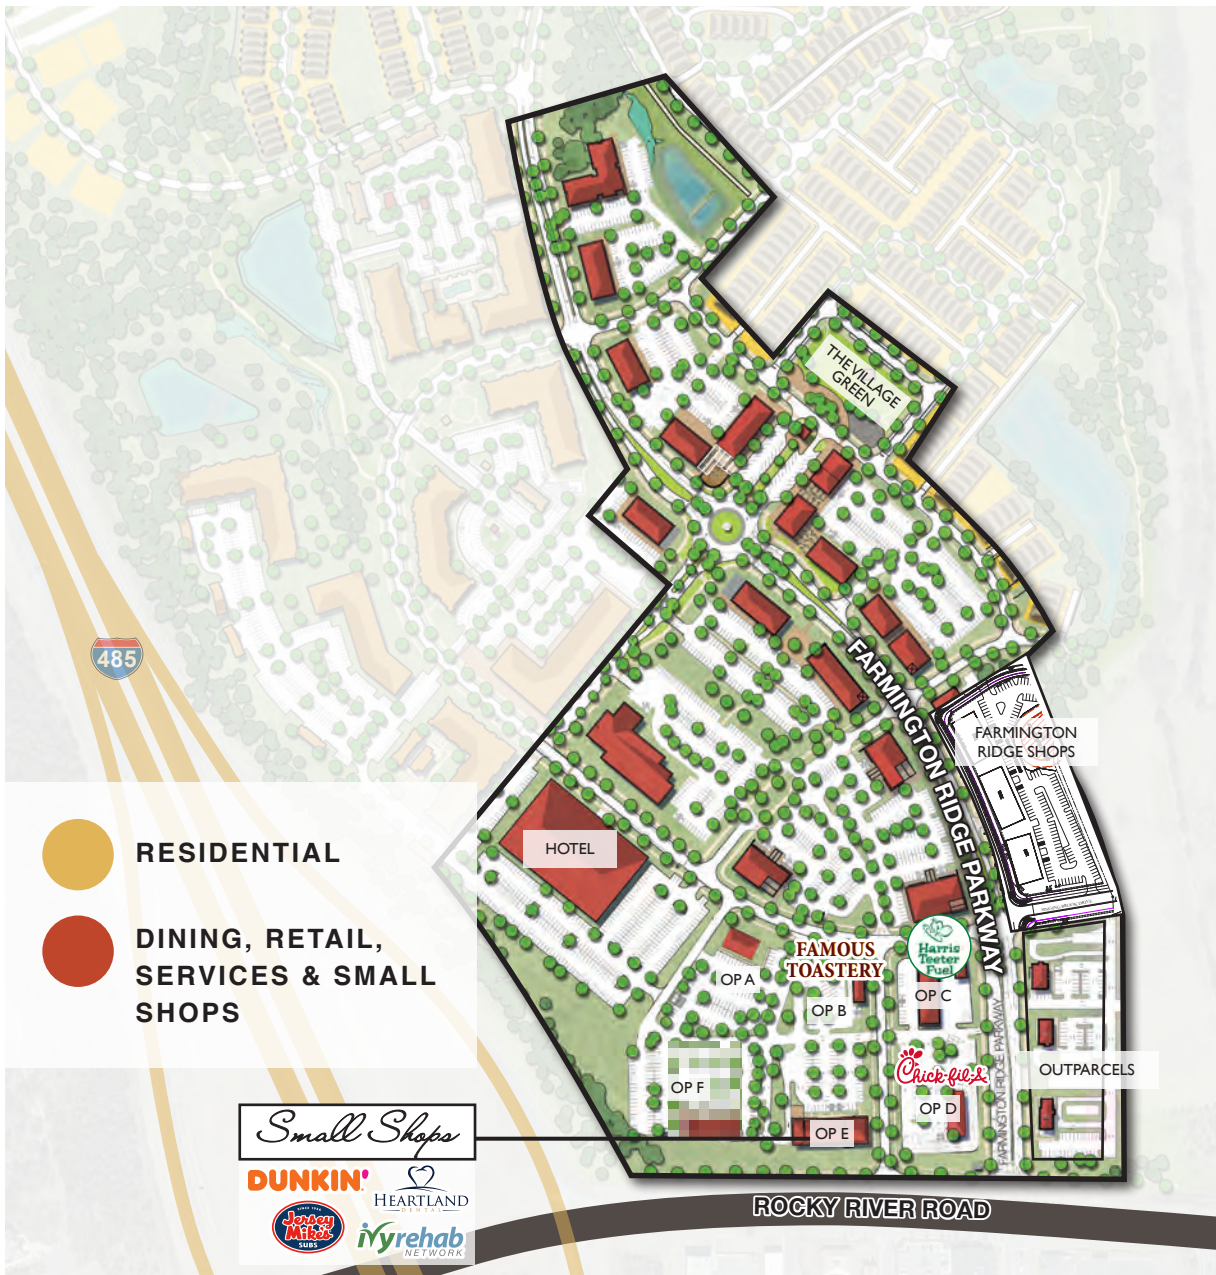 THE VILLAGE
GREEN
485
FARMINGTON RIDGE PARKWAY
FARMINGTON
RIDGE SHOPS
RESIDENTIAL
HOTEL
DINING, RETAIL,
SERVICES & SMALL
SHOPS
FAMOUS
TOASTERY
Harris
Teeter
Fuel
OP A
OP B
OP C
FARMINGTON RIDGE PARKWAY
Chick-fil-A
OUTPARCELS
OP F
OP D
OP E
Small Shops
DUNKIN'
HEARTLAND
DENTAL
SINCE 1956
Jersey
Mike's
SUBS
ivyrehab
NETWORK
ROCKY RIVER ROAD